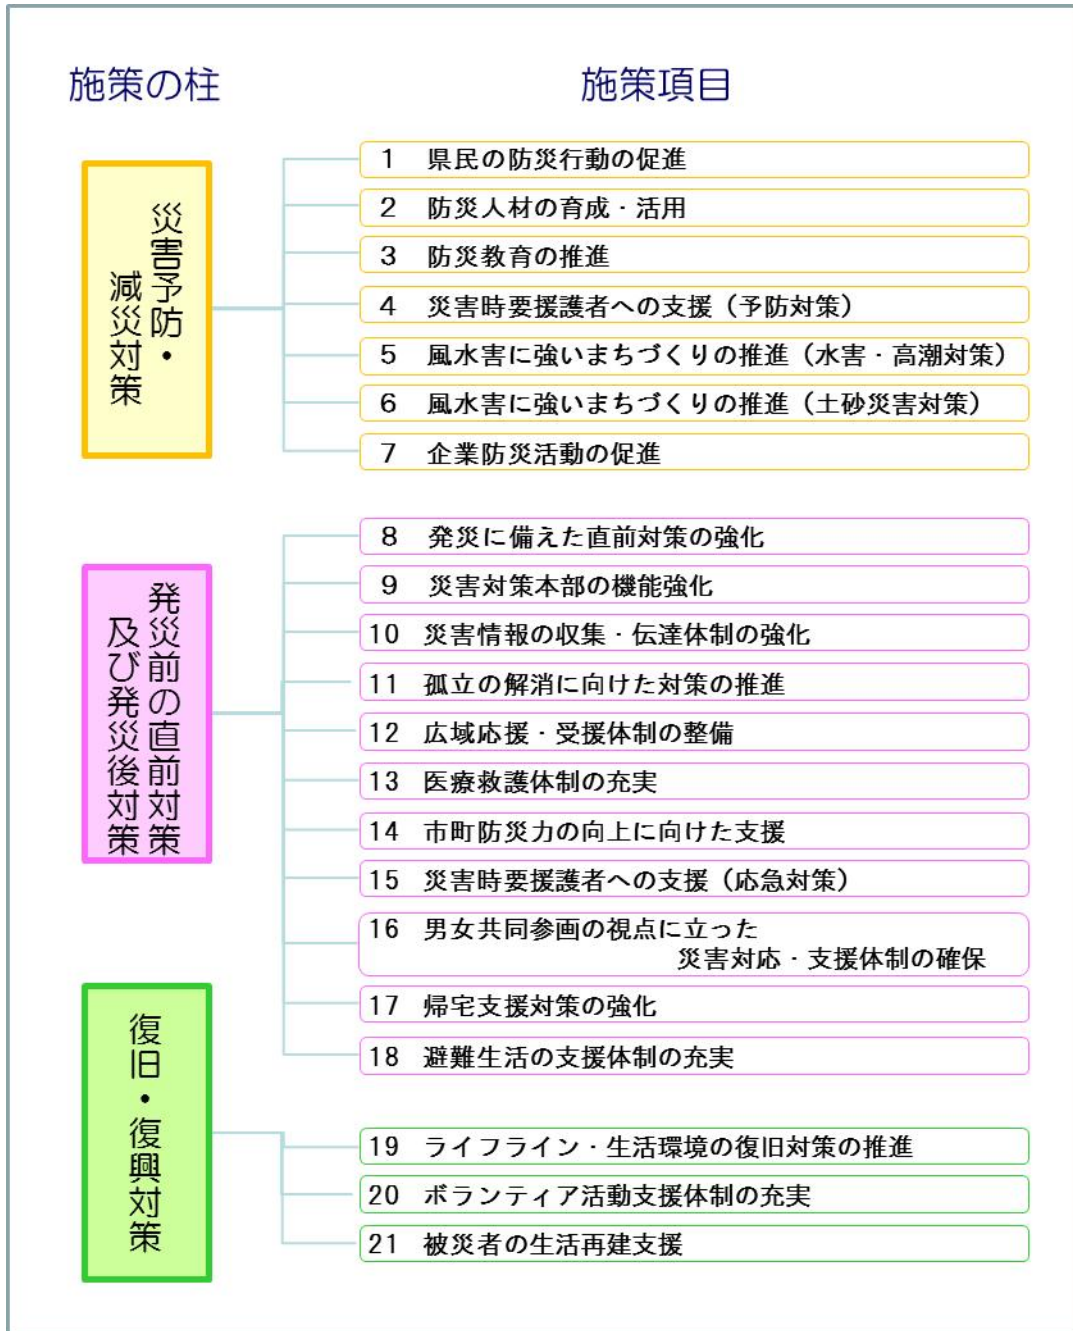 施策の柱
施策項目
災害予防・
減災対策
1 県民の防災行動の促進
2 防災人材の育成・活用
3 防災教育の推進
4 災害時要援護者への支援（予防対策）
5 風水害に強いまちづくりの推進（水害・高潮対策）
6 風水害に強いまちづくりの推進（土砂災害対策）
7 企業防災活動の促進
発災前の直前対策
及び発災後対策
8 発災に備えた直前対策の強化
9 災害対策本部の機能強化
10 災害情報の収集・伝達体制の強化
11 孤立の解消に向けた対策の推進
12 広域応援・受援体制の整備
13 医療救護体制の充実
14 市町防災力の向上に向けた支援
15 災害時要援護者への支援（応急対策）
16 男女共同参画の視点に立った
災害対応・支援体制の確保
17 帰宅支援対策の強化
18 避難生活の支援体制の充実
復旧・復興対策
19 ライフライン・生活環境の復旧対策の推進
20 ボランティア活動支援体制の充実
21 被災者の生活再建支援